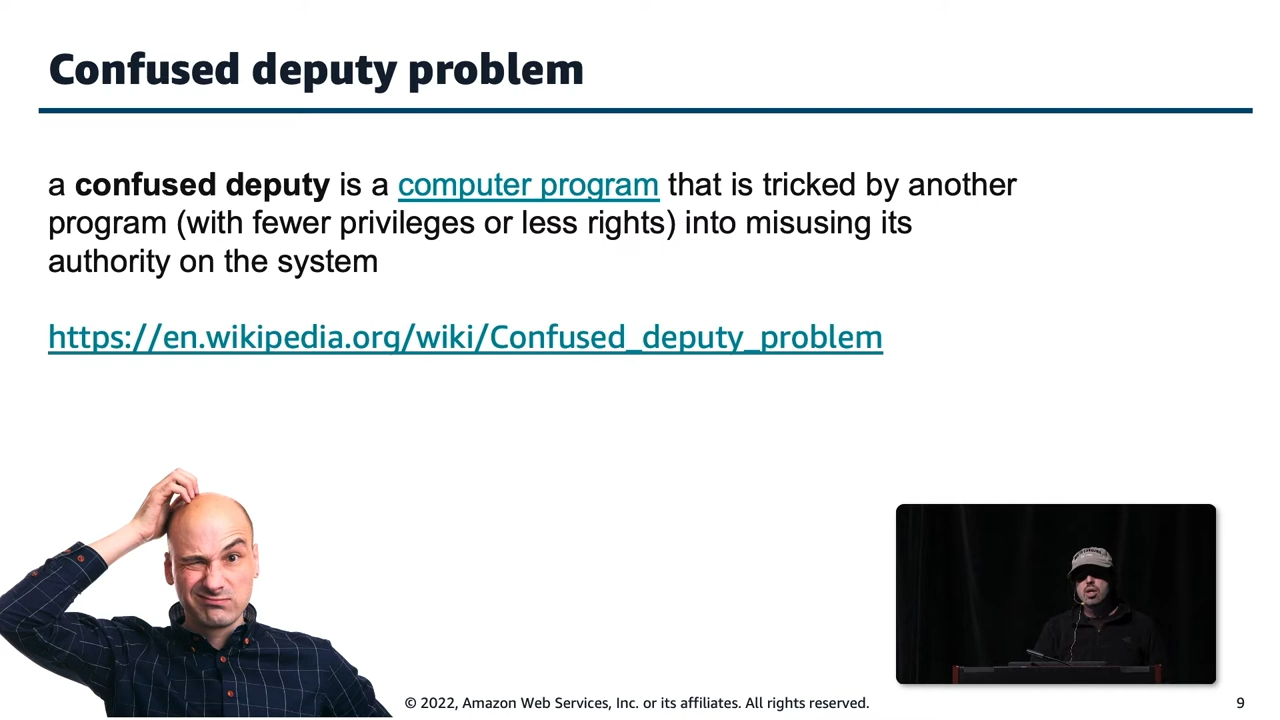 Confused deputy problem
a confused deputy is a computer program that is tricked by another
program (with fewer privileges or less rights) into misusing its
authority on the system
https://en.wikipedia.org/wiki/Confused_deputy_problem
© 2022, Amazon Web Services, Inc. or its affiliates. All rights reserved.
9